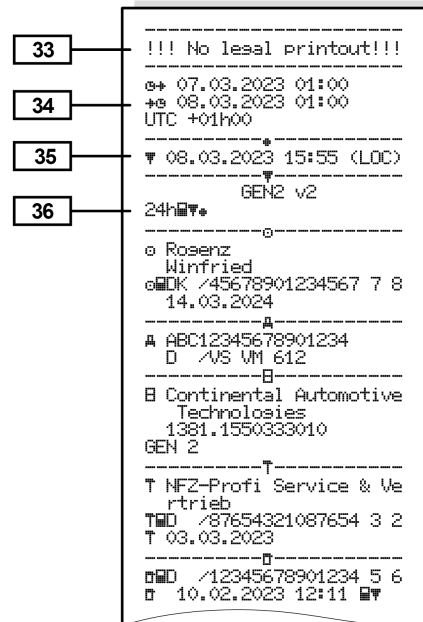 !!! No legal printout!!!
33
07.03.2023 01:00
34
08.03.2023 01:00
UTC +01h00
35
08.03.2023 15:55 (LOC)
GEN2 v2
36
24h
Rogenz
Winfried
DK /45678901234567 7 8
14.03.2024
ABC12345678901234
D /VS VM 612
Continental Automotive
Technologies
1381.1550333010
GEN 2
NFZ-Profi Service & Ve
rtrieb
D /87654321087654 3 2
03.03.2023
D /12345678901234 5 6
10.02.2023 12:11